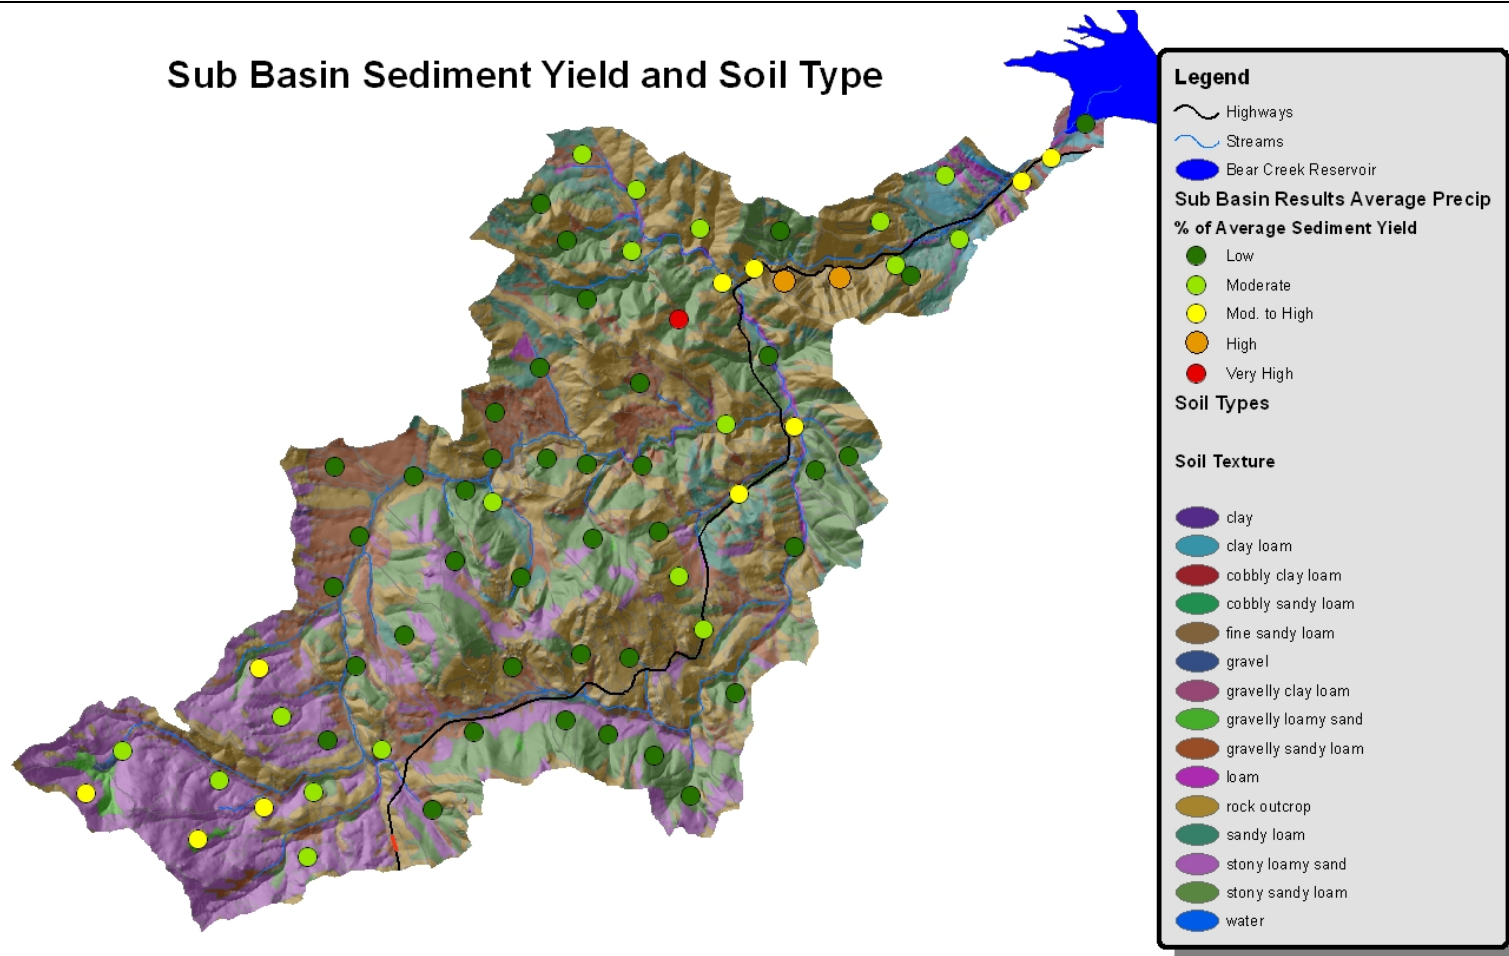 Sub Basin Sediment Yield and Soil Type
Legend
Highways
Streams
Bear Creek Reservoir
Sub Basin Results Average Precip
% of Average Sediment Yield
Low
Moderate
Mod. to High
High
Very High
Soil Types
Soil Texture
clay
clay loam
cobbly clay loam
cobbly sandy loam
fine sandy loam
gravel
gravelly clay loam
gravelly loamy sand
gravelly sandy loam
loam
rock outcrop
sandy loam
stony loamy sand
stony sandy loam
water